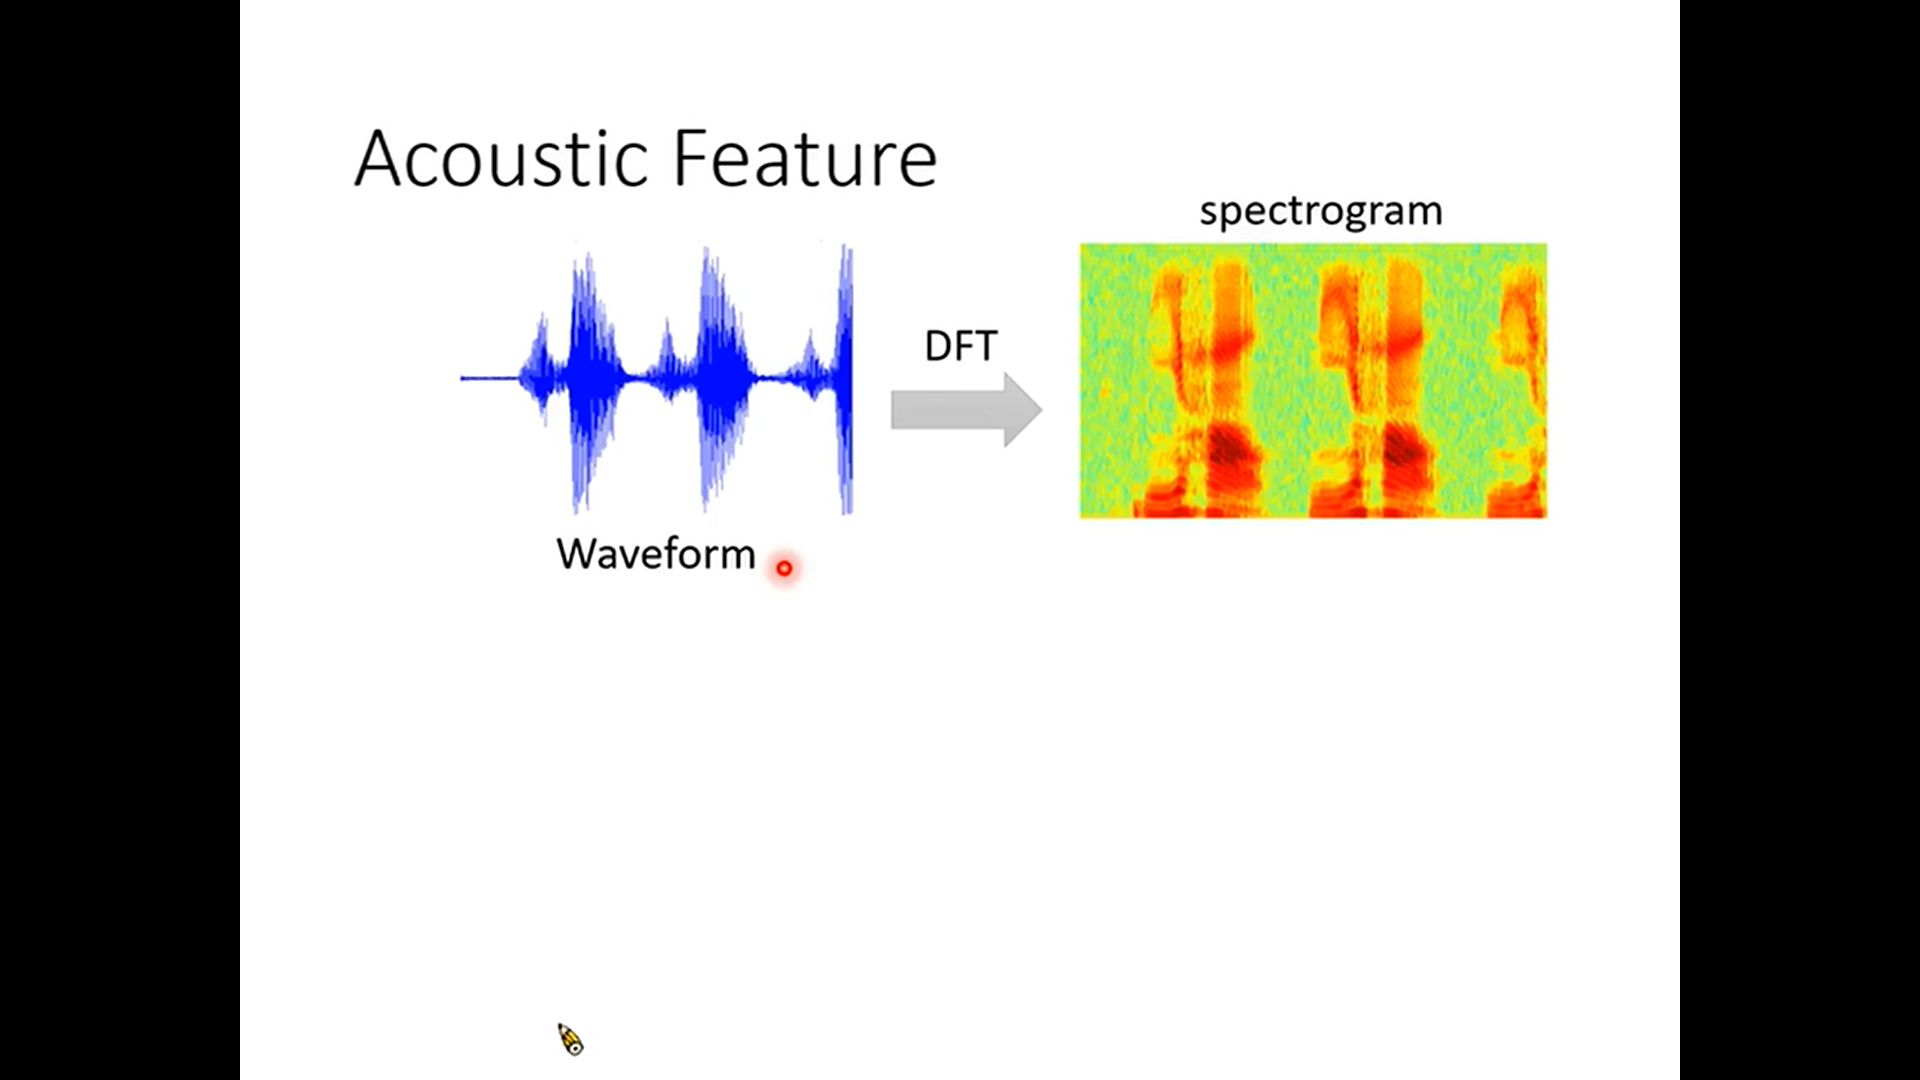 Acoustic Feature
spectrogram
DFT
Waveform